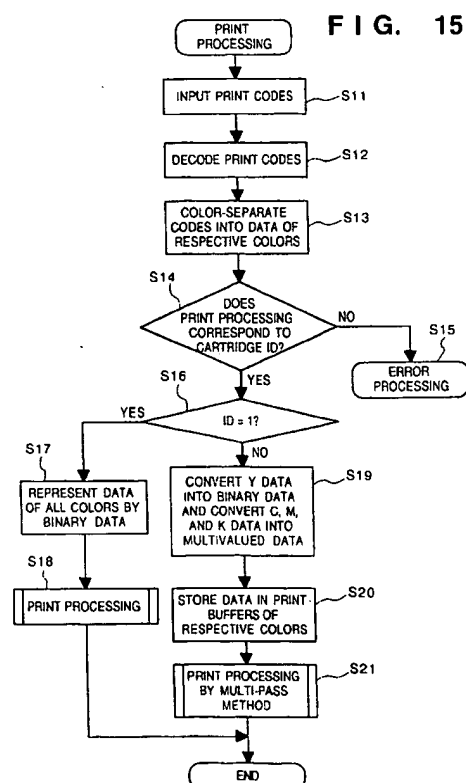 FIG. 15
PRINT
PROCESSING
INPUT PRINT CODES
S11
DECODE PRINT CODES
S12
COLOR-SEPARATE
CODES INTO DATA OF
RESPECTIVE COLORS
S13
S14
DOES
PRINT PROCESSING
CORRESPOND TO
CARTRIDGE ID?
NO
S15
ERROR
PROCESSING
YES
S16
ID = 1?
YES
NO
S17
REPRESENT DATA
OF ALL COLORS BY
BINARY DATA
S19
CONVERT Y DATA
INTO BINARY DATA
AND CONVERT C, M,
AND K DATA INTO
MULTIVALUED DATA
S18
PRINT PROCESSING
S20
STORE DATA IN PRINT
BUFFERS OF
RESPECTIVE COLORS
S21
PRINT PROCESSING
BY MULTI-PASS
METHOD
END